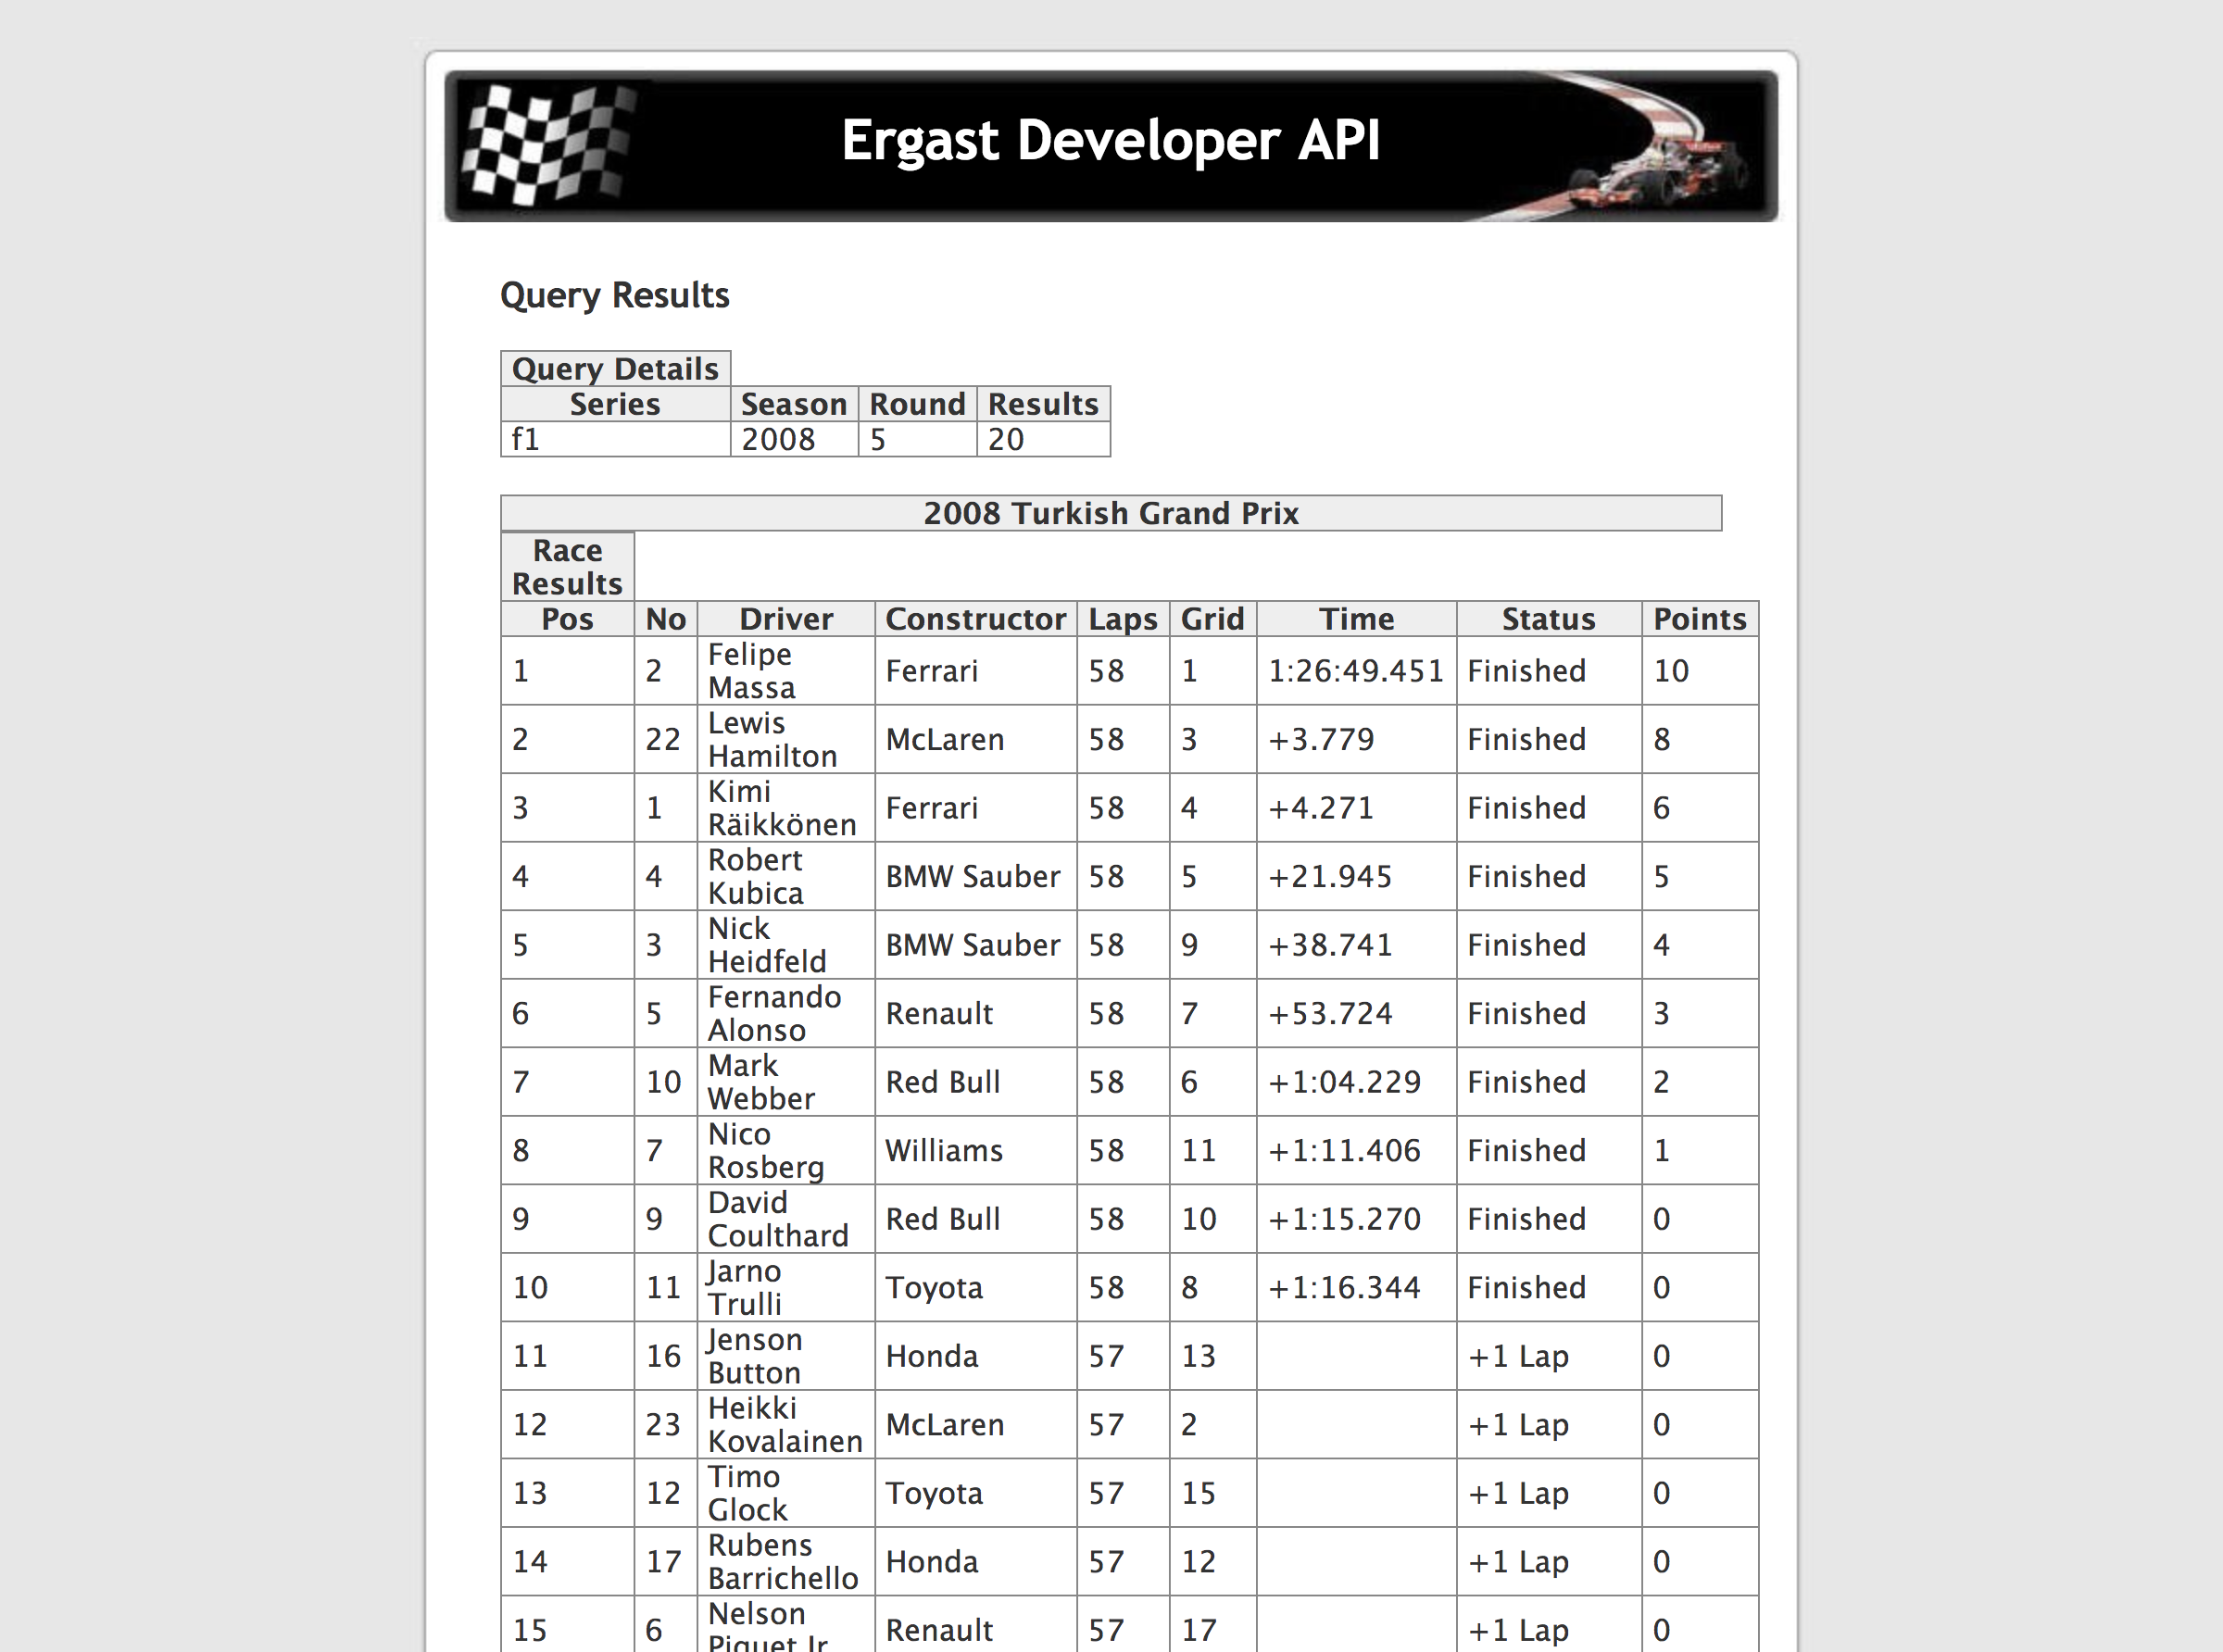 Ergast Developer API
Query Results
Query Details
Series Season Round Results
f1 2008 5 20
2008 Turkish Grand Prix
Race
Results
Pos No Driver Constructor Laps Grid Time Status Points
1 2 Felipe Massa Ferrari 58 1 1:26:49.451 Finished 10
2 22 Lewis Hamilton McLaren 58 3 +3.779 Finished 8
3 1 Kimi Räikkönen Ferrari 58 4 +4.271 Finished 6
4 4 Robert Kubica BMW Sauber 58 5 +21.945 Finished 5
5 3 Nick Heidfeld BMW Sauber 58 9 +38.741 Finished 4
6 5 Fernando Alonso Renault 58 7 +53.724 Finished 3
7 10 Mark Webber Red Bull 58 6 +1:04.229 Finished 2
8 7 Nico Rosberg Williams 58 11 +1:11.406 Finished 1
9 9 David Coulthard Red Bull 58 10 +1:15.270 Finished 0
10 11 Jarno Trulli Toyota 58 8 +1:16.344 Finished 0
11 16 Jenson Button Honda 57 13 +1 Lap 0
12 23 Heikki Kovalainen McLaren 57 2 +1 Lap 0
13 12 Timo Glock Toyota 57 15 +1 Lap 0
14 17 Rubens Barrichello Honda 57 12 +1 Lap 0
15 6 Nelson Piquet Jr. Renault 57 17 +1 Lap 0